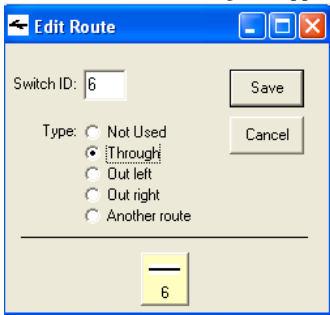 Edit Route
Switch ID: 6
Save
Type: Not Used
Cancel
Through
Out left
Out right
Another route
6